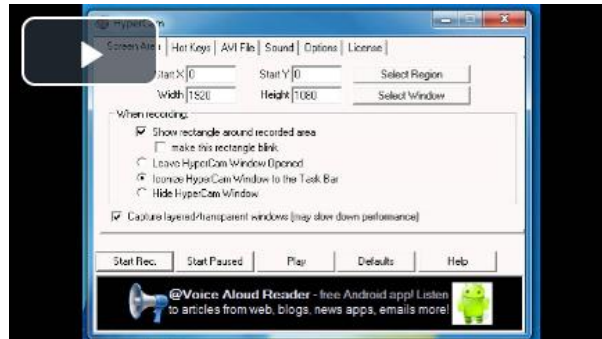 HyperCam
Screen Area Hot Keys AVI File Sound Options License
Start X 0 Start Y 0 Select Region
Width 1920 Height 1080 Select Window
When recording:
Show rectangle around recorded area
make this rectangle blink
Leave HyperCam Window Opened
Iconize HyperCam Window to the Task Bar
Hide HyperCam Window
Capture layered/transparent windows (may slow down performance)
Start Rec. Start Paused Play Defaults Help
@Voice Aloud Reader - free Android app! Listen
to articles from web, blogs, news apps, emails more!